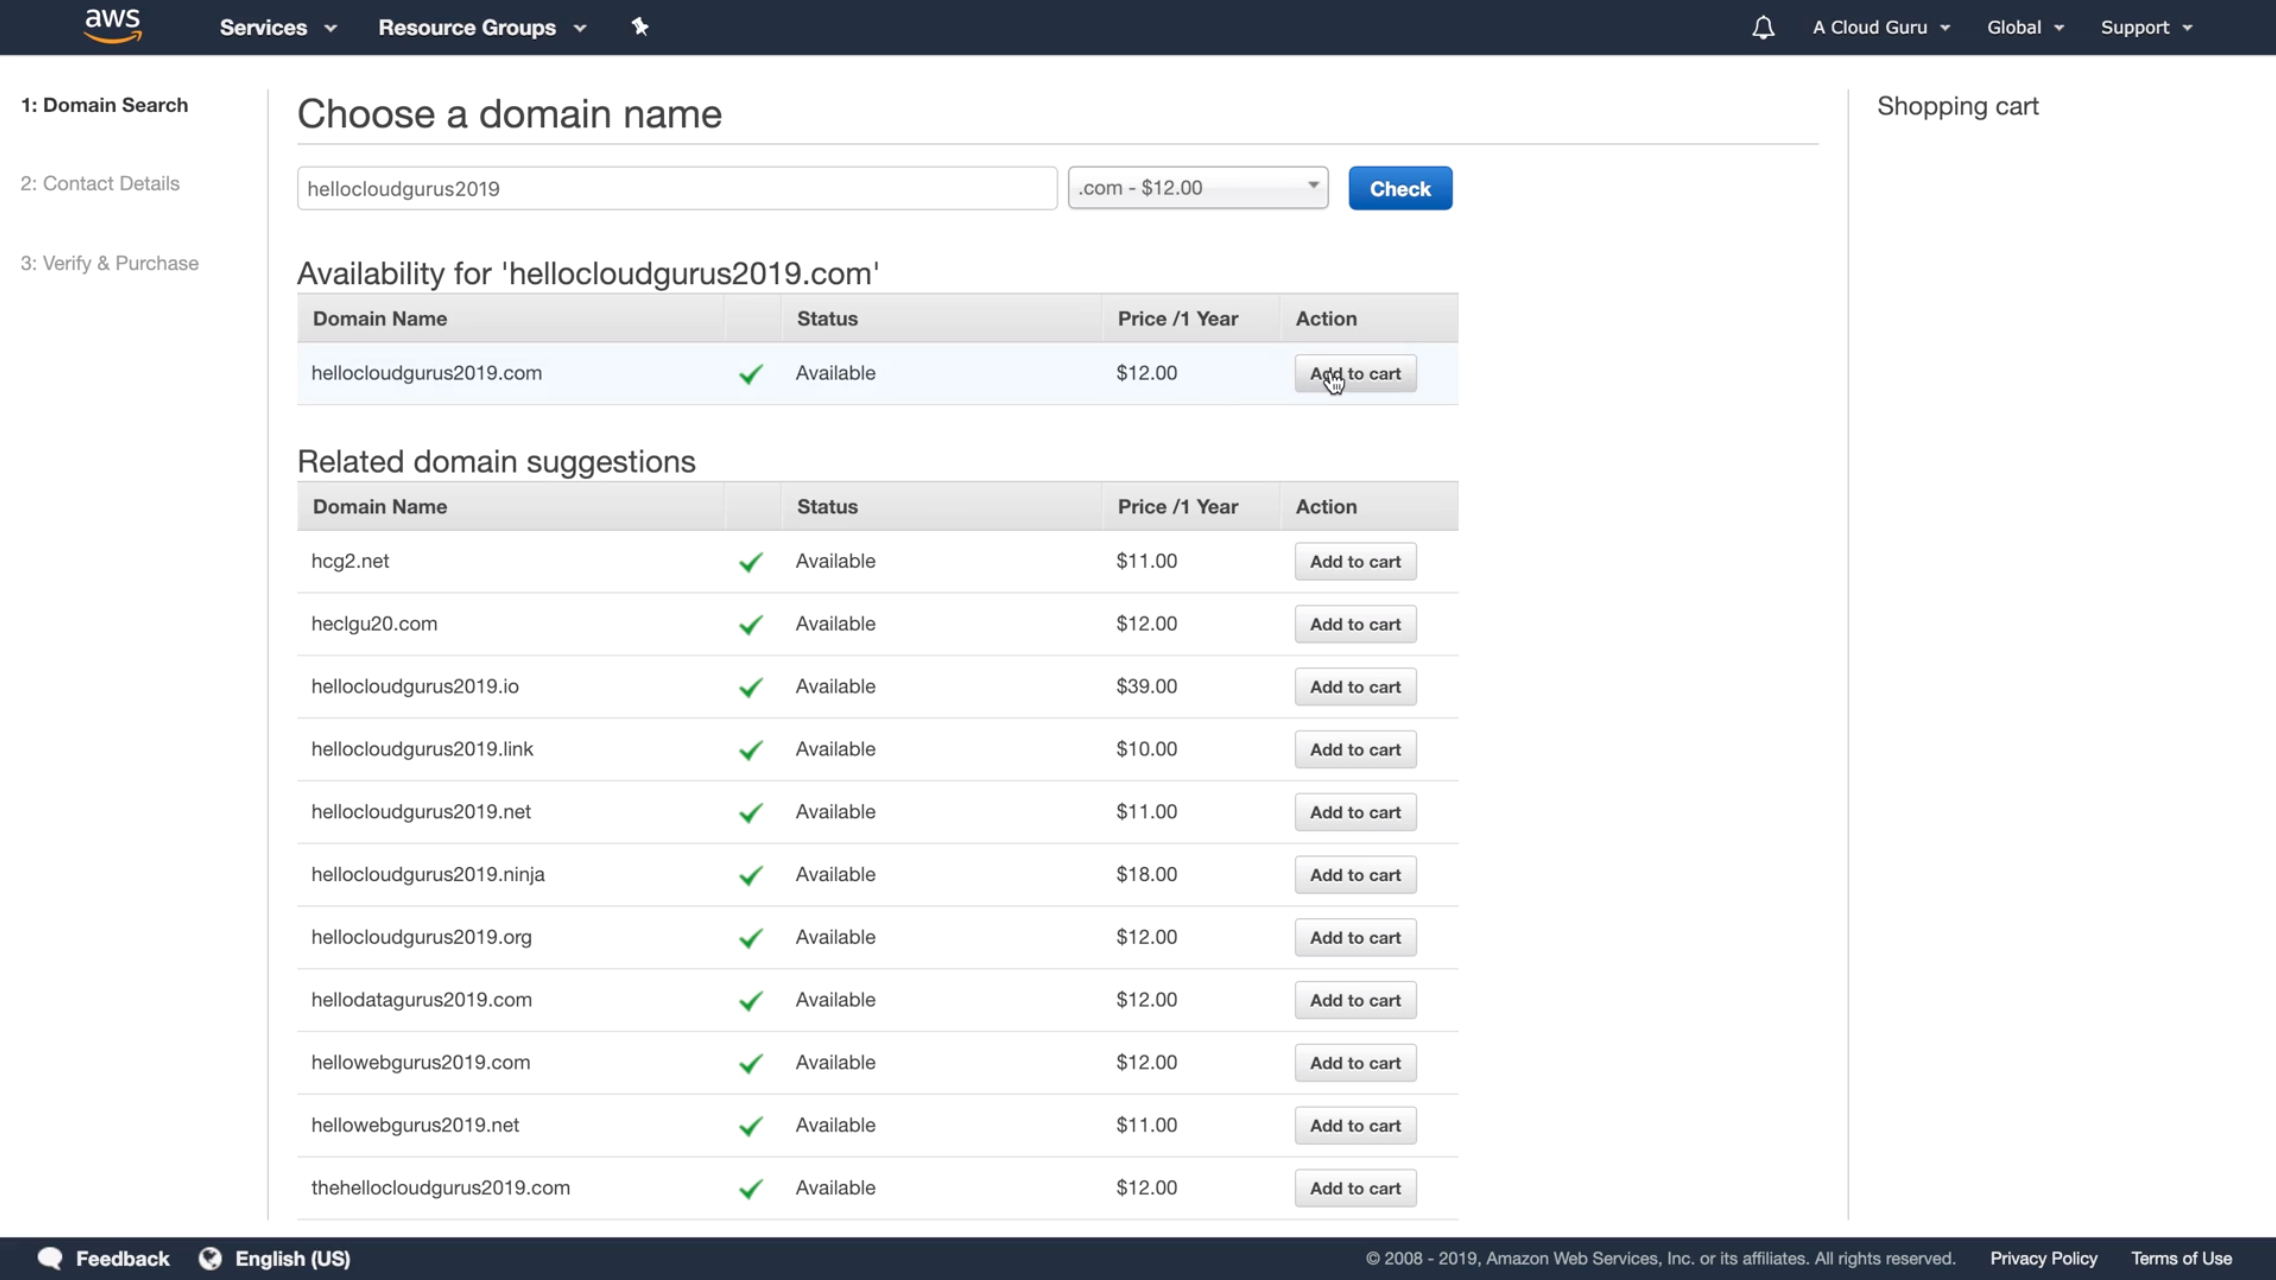 aws Services Resource Groups A Cloud Guru Global Support
1: Domain Search
2: Contact Details
3: Verify & Purchase
Choose a domain name
hellocloudgurus2019 .com - $12.00 Check
Availability for 'hellocloudgurus2019.com'
Domain Name Status Price /1 Year Action
hellocloudgurus2019.com Available $12.00 Add to cart
Related domain suggestions
Domain Name Status Price /1 Year Action
hcg2.net Available $11.00 Add to cart
heclgu20.com Available $12.00 Add to cart
hellocloudgurus2019.io Available $39.00 Add to cart
hellocloudgurus2019.link Available $10.00 Add to cart
hellocloudgurus2019.net Available $11.00 Add to cart
hellocloudgurus2019.ninja Available $18.00 Add to cart
hellocloudgurus2019.org Available $12.00 Add to cart
hellodatagurus2019.com Available $12.00 Add to cart
hellowebgurus2019.com Available $12.00 Add to cart
hellowebgurus2019.net Available $11.00 Add to cart
thehellocloudgurus2019.com Available $12.00 Add to cart
Shopping cart
Feedback English (US) © 2008 - 2019, Amazon Web Services, Inc. or its affiliates. All rights reserved. Privacy Policy Terms of Use